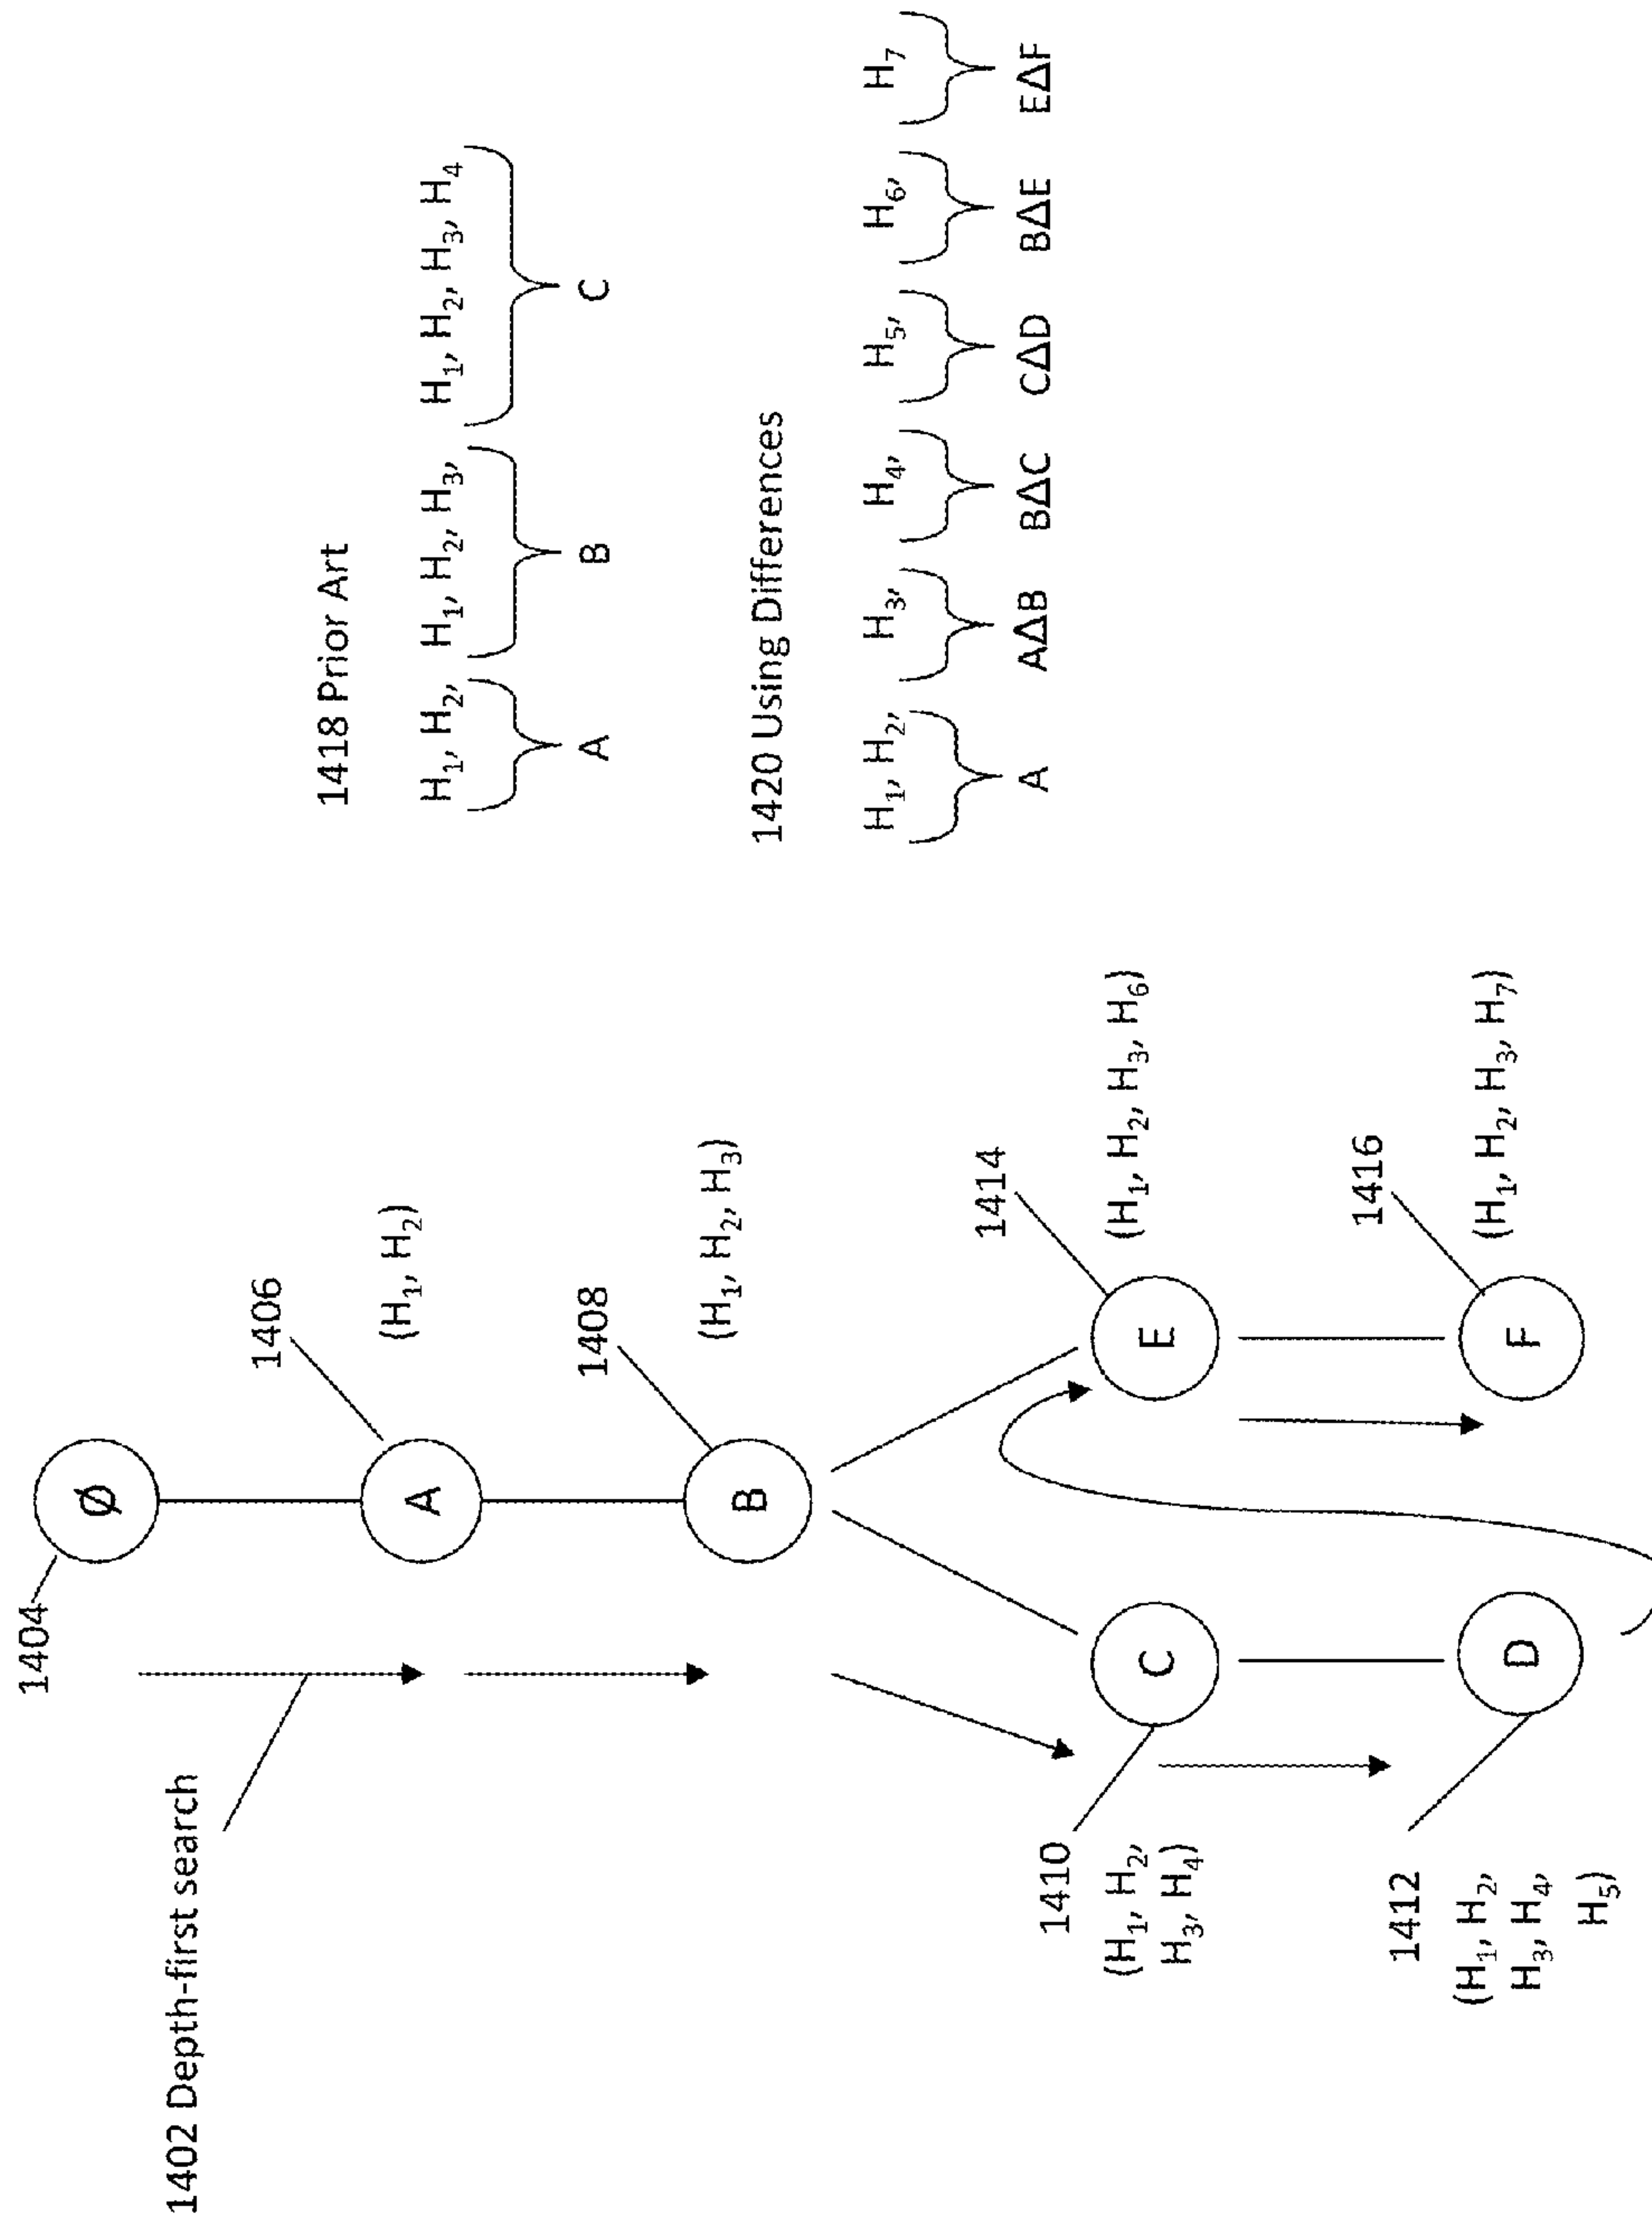 1402 Depth-first search
1404
Ø
1406
A
(H₁, H₂)
1408
B
(H₁, H₂, H₃)
1410
(H₁, H₂,
H₃, H₄)
C
1414
E
(H₁, H₂, H₃, H₆)
1412
(H₁, H₂,
H₃, H₄,
H₅)
D
1416
F
(H₁, H₂, H₃, H₇)
1418 Prior Art
H₁, H₂, H₁, H₂, H₃, H₁, H₂, H₃, H₄
A B C
1420 Using Differences
H₁, H₂, H₃, H₄, H₅, H₆, H₇
A AΔB BΔC CΔD BΔE EΔF